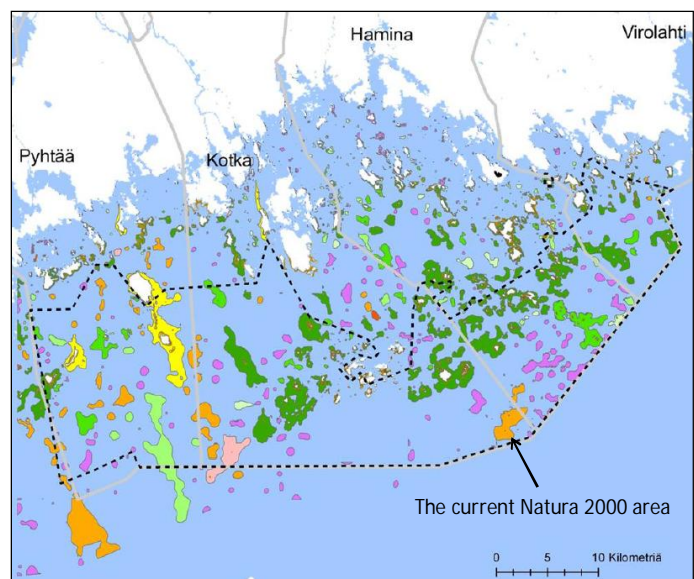 Hamina
Virolahti
Pyhtää
Kotka
The current Natura 2000 area
0 5 10 Kilometriä